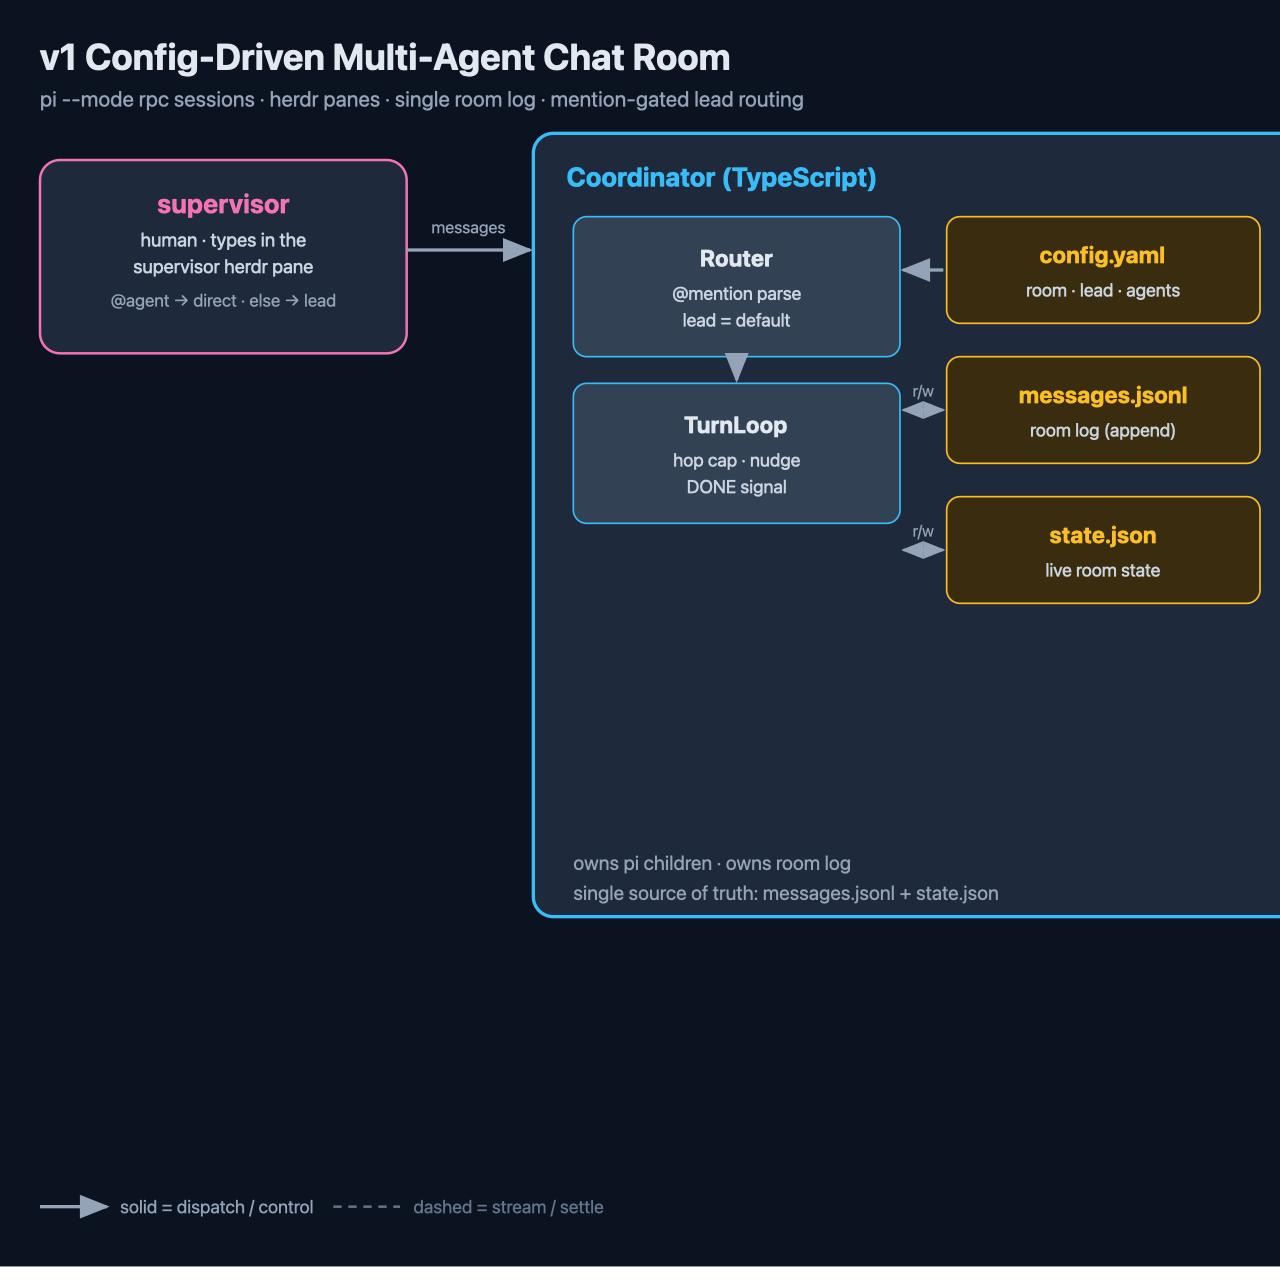 v1 Config-Driven Multi-Agent Chat Room
pi --mode rpc sessions · herdr panes · single room log · mention-gated lead routing
supervisor
human · types in the
supervisor herdr pane
@agent → direct · else → lead
messages
Coordinator (TypeScript)
Router
@mention parse
lead = default
config.yaml
room · lead · agents
TurnLoop
hop cap · nudge
DONE signal
r/w
messages.jsonl
room log (append)
r/w
state.json
live room state
owns pi children · owns room log
single source of truth: messages.jsonl + state.json
solid = dispatch / control
dashed = stream / settle